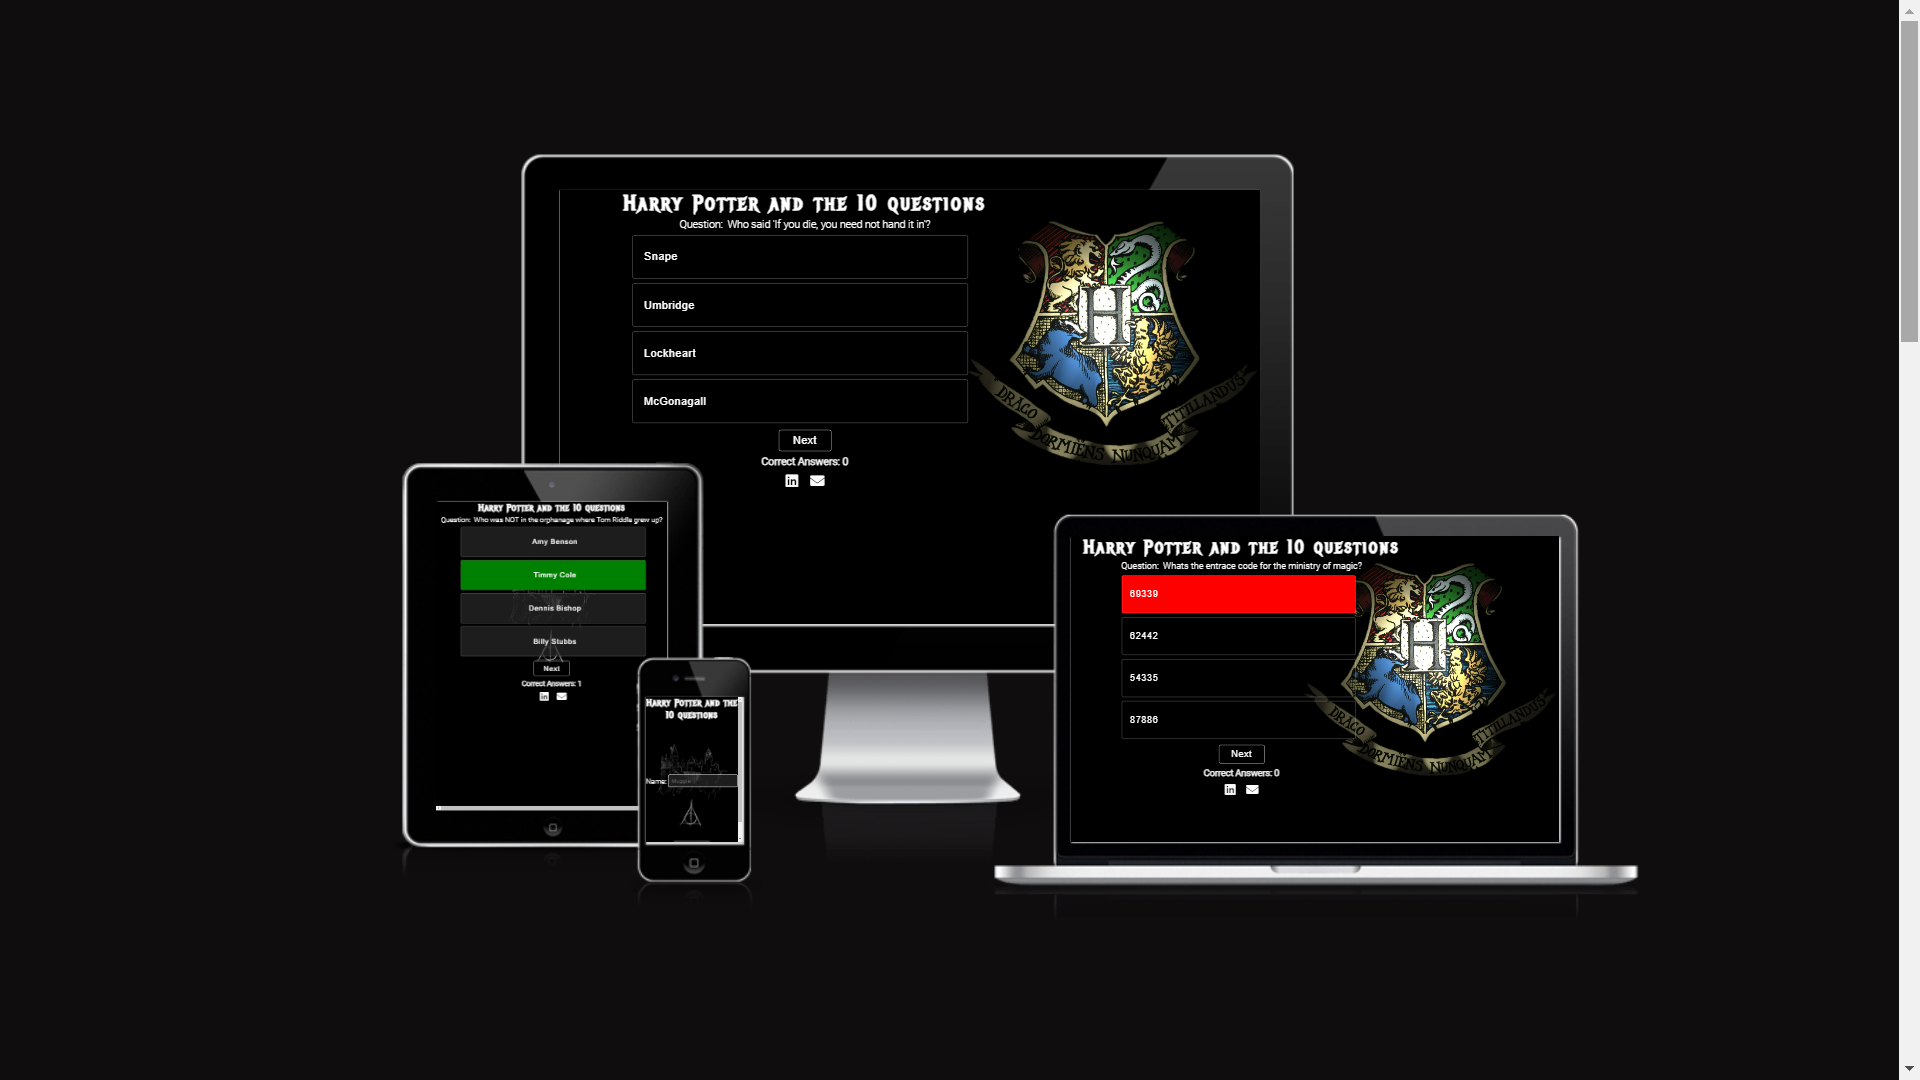 Harry Potter and the 10 questions
Question: Who said 'If you die, you need not hand it in'?
Snape
Umbridge
Lockheart
McGonagall
Next
Correct Answers: 0
DRACO DORMIENS NUNQUAM TITILLANDUS
H
Harry Potter and the 10 questions
Question: Who was NOT in the orphanage where Tom Riddle grew up?
Amy Benson
Timmy Cole
Dennis Bishop
Billy Stubbs
Next
Correct Answers: 1
Harry Potter and the
10 questions
Name:
Harry Potter and the 10 questions
Question: Whats the entrace code for the ministry of magic?
69339
62442
54335
87886
Next
Correct Answers: 0
DRACO DORMIENS NUNQUAM TITILLANDUS
H